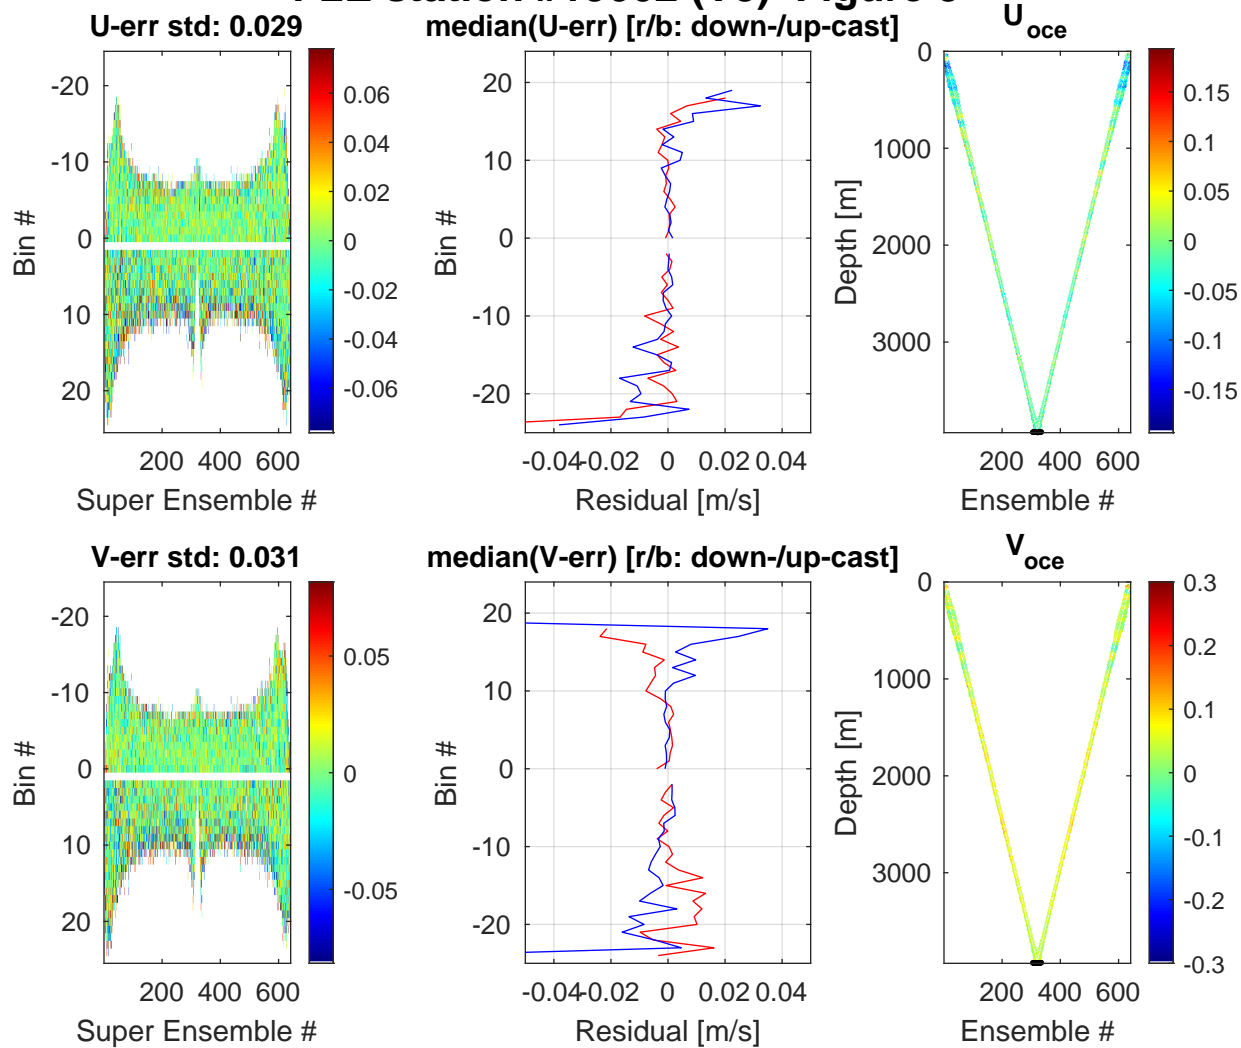 U-err std: 0.029
median(U-err) [r/b: down-/up-cast]
U oce
-20
-10
0
10
20
Bin #
200 400 600
Super Ensemble #
0.06
0.04
0.02
0
-0.02
-0.04
-0.06
20
10
0
-10
-20
Bin #
-0.04 -0.02 0 0.02 0.04
Residual [m/s]
0
1000
2000
3000
Depth [m]
200 400 600
Ensemble #
0.15
0.1
0.05
0
-0.05
-0.1
-0.15
V-err std: 0.031
median(V-err) [r/b: down-/up-cast]
V oce
-20
-10
0
10
20
Bin #
200 400 600
Super Ensemble #
0.05
0
-0.05
20
10
0
-10
-20
Bin #
-0.04 -0.02 0 0.02 0.04
Residual [m/s]
0
1000
2000
3000
Depth [m]
200 400 600
Ensemble #
0.3
0.2
0.1
0
-0.1
-0.2
-0.3